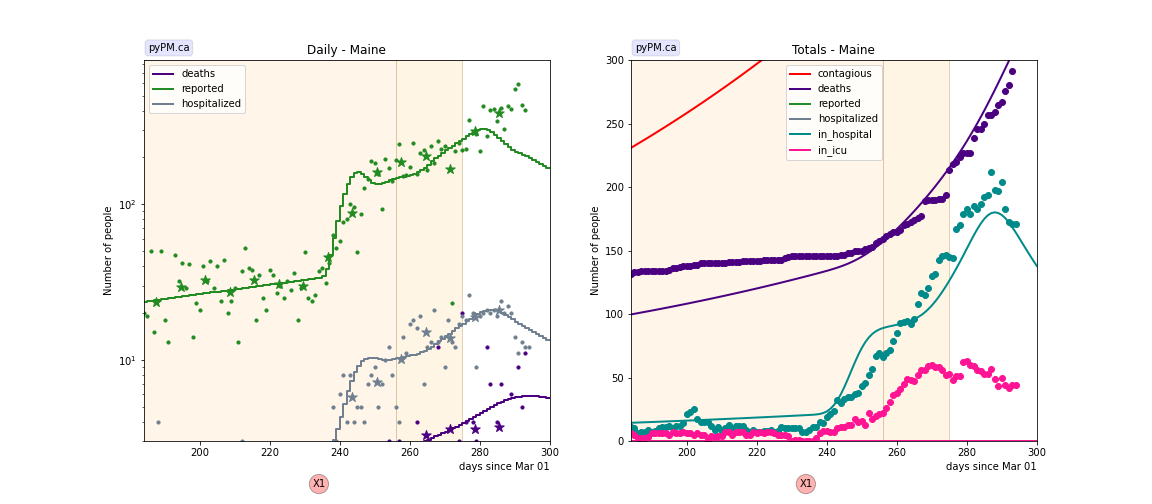 pyPM.ca
Daily - Maine
deaths
reported
hospitalized
Number of people
10²
10¹
200
220
240
260
280
300
days since Mar 01
X1
pyPM.ca
Totals - Maine
contagious
deaths
reported
hospitalized
in_hospital
in_icu
Number of people
300
250
200
150
100
50
0
200
220
240
260
280
300
days since Mar 01
X1